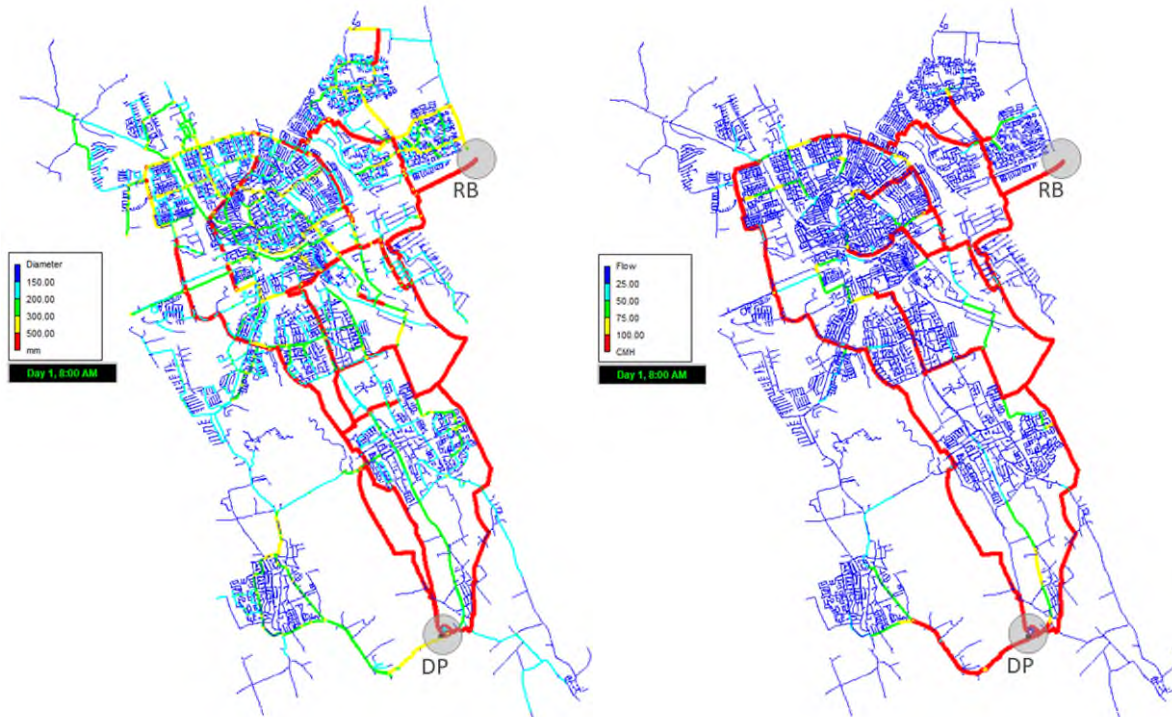 RB
Diameter
150.00
200.00
300.00
500.00
mm
Day 1, 8:00 AM
DP
RB
Flow
25.00
50.00
75.00
100.00
CMH
Day 1, 8:00 AM
DP